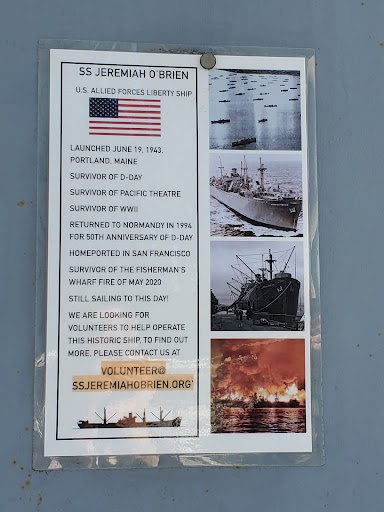 SS JEREMIAH O'BRIEN
U.S. ALLIED FORCES LIBERTY SHIP
LAUNCHED JUNE 19, 1943,
PORTLAND, MAINE
SURVIVOR OF D-DAY
SURVIVOR OF PACIFIC THEATRE
SURVIVOR OF WWII
RETURNED TO NORMANDY IN 1994
FOR 50TH ANNIVERSARY OF D-DAY
HOMEPORTED IN SAN FRANCISCO
SURVIVOR OF THE FISHERMAN'S
WHARF FIRE OF MAY 2020
STILL SAILING TO THIS DAY!
WE ARE LOOKING FOR
VOLUNTEERS TO HELP OPERATE
THIS HISTORIC SHIP. TO FIND OUT
MORE, PLEASE CONTACT US AT
VOLUNTEER@
SSJEREMIAHOBRIEN.ORG